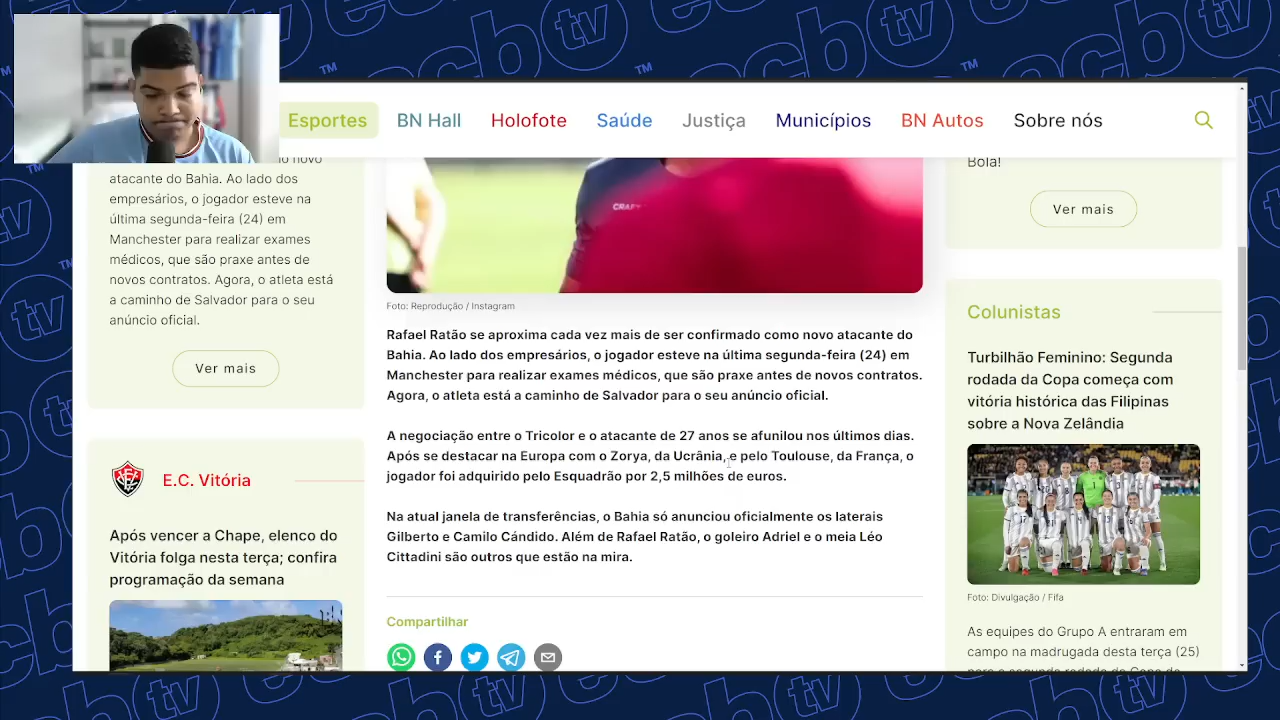 Esportes
BN Hall
Holofote
Saúde
Justiça
Municípios
BN Autos
Sobre nós
novo
atacante do Bahia. Ao lado dos
empresários, o jogador esteve na
última segunda-feira (24) em
Manchester para realizar exames
médicos, que são praxe antes de
novos contratos. Agora, o atleta está
a caminho de Salvador para o seu
anúncio oficial.
Ver mais
E.C. Vitória
Após vencer a Chape, elenco do
Vitória folga nesta terça; confira
programação da semana
CRAFT
Foto: Reprodução / Instagram
Rafael Ratão se aproxima cada vez mais de ser confirmado como novo atacante do
Bahia. Ao lado dos empresários, o jogador esteve na última segunda-feira (24) em
Manchester para realizar exames médicos, que são praxe antes de novos contratos.
Agora, o atleta está a caminho de Salvador para o seu anúncio oficial.
A negociação entre o Tricolor e o atacante de 27 anos se afunilou nos últimos dias.
Após se destacar na Europa com o Zorya, da Ucrânia, e pelo Toulouse, da França, o
jogador foi adquirido pelo Esquadrão por 2,5 milhões de euros.
Na atual janela de transferências, o Bahia só anunciou oficialmente os laterais
Gilberto e Camilo Cándido. Além de Rafael Ratão, o goleiro Adriel e o meia Léo
Cittadini são outros que estão na mira.
Compartilhar
Bola!
Ver mais
Colunistas
Turbilhão Feminino: Segunda
rodada da Copa começa com
vitória histórica das Filipinas
sobre a Nova Zelândia
Foto: Divulgação / Fifa
As equipes do Grupo A entraram em
campo na madrugada desta terça (25)
ecbtv
TM